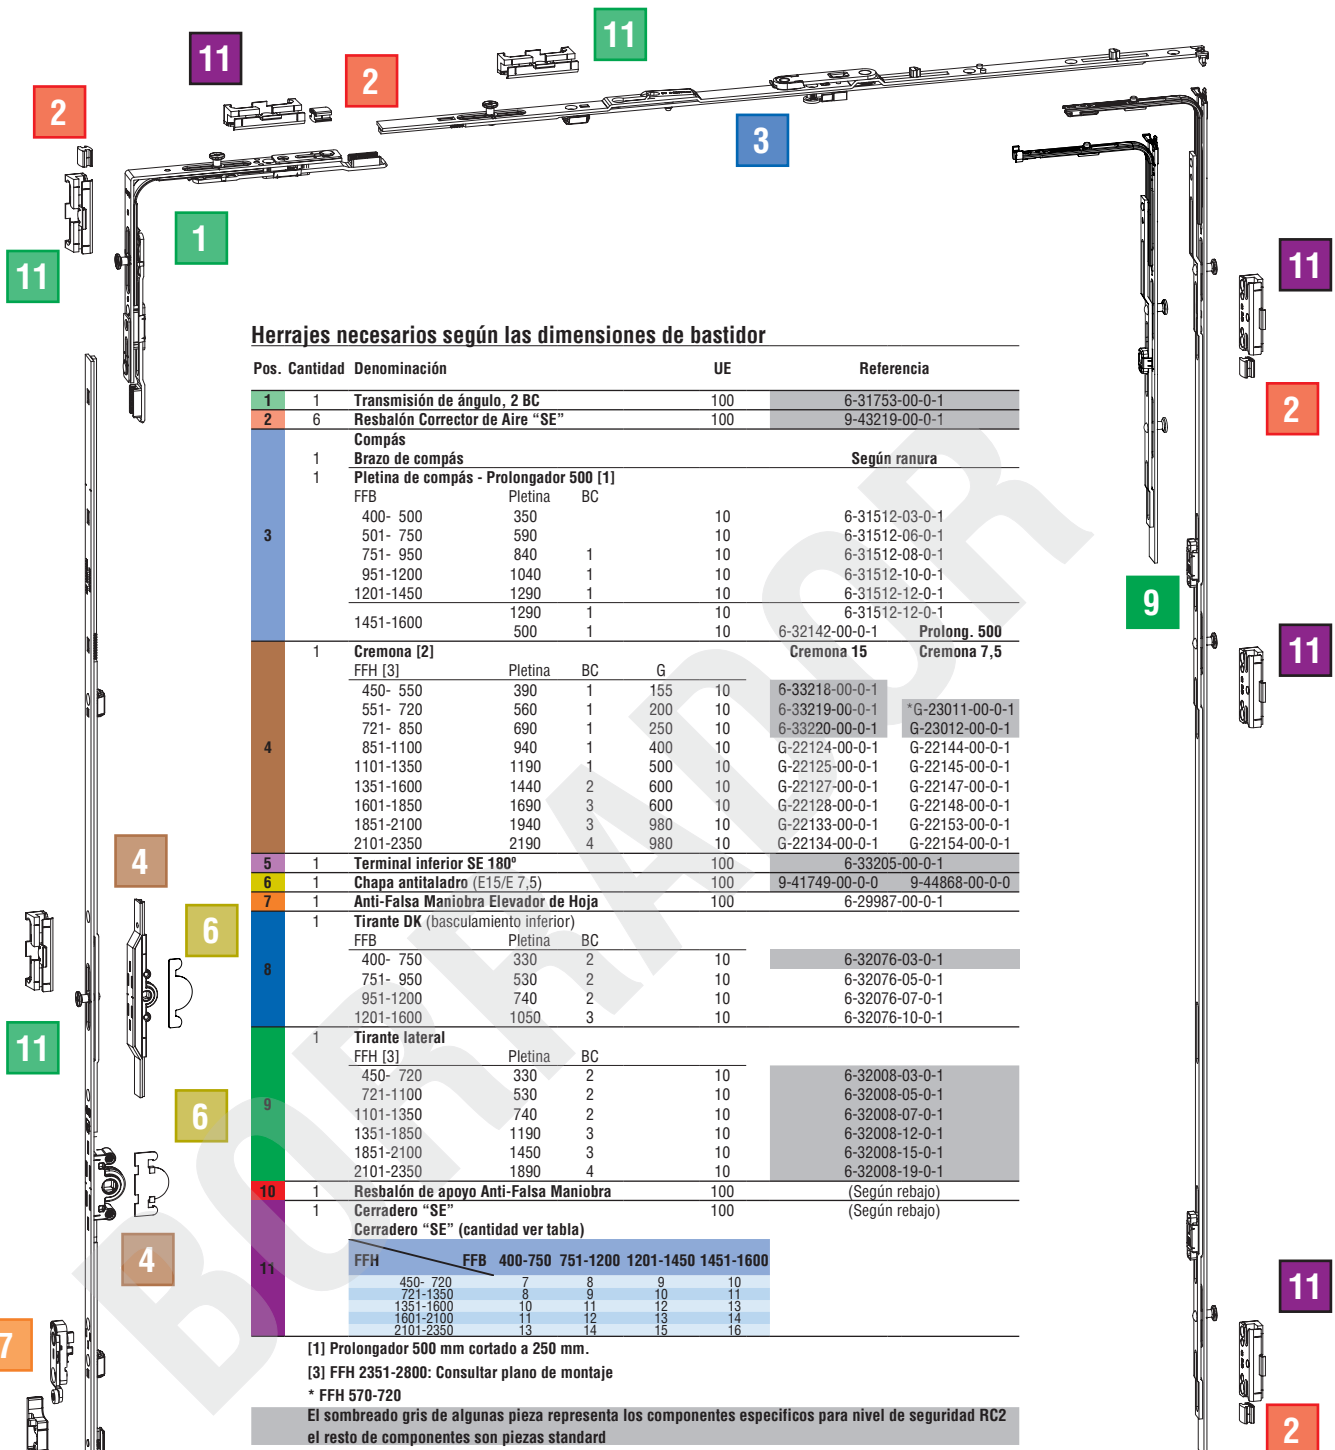 11
11
2
2
3
1
11
11
2
9
11
4
6
11
6
4
7
11
2
Herrajes necesarios según las dimensiones de bastidor
Pos. Cantidad Denominación UE Referencia
1 1 Transmisión de ángulo, 2 BC 100 6-31753-00-0-1
2 6 Resbalón Corrector de Aire “SE” 100 9-43219-00-0-1
3 Compás
1 Brazo de compás Según ranura
1 Pletina de compás - Prolongador 500 [1]
FFB Pletina BC
400- 500 350 10 6-31512-03-0-1
501- 750 590 10 6-31512-06-0-1
751- 950 840 1 10 6-31512-08-0-1
951-1200 1040 1 10 6-31512-10-0-1
1201-1450 1290 1 10 6-31512-12-0-1
1451-1600 1290 1 10 6-31512-12-0-1
500 1 10 6-32142-00-0-1 Prolong. 500
4 1 Cremona [2] Cremona 15 Cremona 7,5
FFH [3] Pletina BC G
450- 550 390 1 155 10 6-33218-00-0-1
551- 720 560 1 200 10 6-33219-00-0-1 *G-23011-00-0-1
721- 850 690 1 250 10 6-33220-00-0-1 G-23012-00-0-1
851-1100 940 1 400 10 G-22124-00-0-1 G-22144-00-0-1
1101-1350 1190 1 500 10 G-22125-00-0-1 G-22145-00-0-1
1351-1600 1440 2 600 10 G-22127-00-0-1 G-22147-00-0-1
1601-1850 1690 3 600 10 G-22128-00-0-1 G-22148-00-0-1
1851-2100 1940 3 980 10 G-22133-00-0-1 G-22153-00-0-1
2101-2350 2190 4 980 10 G-22134-00-0-1 G-22154-00-0-1
5 1 Terminal inferior SE 180º 100 6-33205-00-0-1
6 1 Chapa antitaladro (E15/E 7,5) 100 9-41749-00-0-0 9-44868-00-0-0
7 1 Anti-Falsa Maniobra Elevador de Hoja 100 6-29987-00-0-1
8 1 Tirante DK (basculamiento inferior)
FFB Pletina BC
400- 750 330 2 10 6-32076-03-0-1
751- 950 530 2 10 6-32076-05-0-1
951-1200 740 2 10 6-32076-07-0-1
1201-1600 1050 3 10 6-32076-10-0-1
9 1 Tirante lateral
FFH [3] Pletina BC
450- 720 330 2 10 6-32008-03-0-1
721-1100 530 2 10 6-32008-05-0-1
1101-1350 740 2 10 6-32008-07-0-1
1351-1850 1190 3 10 6-32008-12-0-1
1851-2100 1450 3 10 6-32008-15-0-1
2101-2350 1890 4 10 6-32008-19-0-1
10 1 Resbalón de apoyo Anti-Falsa Maniobra 100 (Según rebajo)
11 1 Cerradero “SE” 100 (Según rebajo)
Cerradero “SE” (cantidad ver tabla)
FFH FFB 400-750 751-1200 1201-1450 1451-1600
450- 720 7 8 9 10
721-1350 8 9 10 11
1351-1600 10 11 12 13
1601-2100 11 12 13 14
2101-2350 13 14 15 16
[1] Prolongador 500 mm cortado a 250 mm.
[3] FFH 2351-2800: Consultar plano de montaje
* FFH 570-720
El sombreado gris de algunas pieza representa los componentes especificos para nivel de seguridad RC2
el resto de componentes son piezas standard
BORRADOR